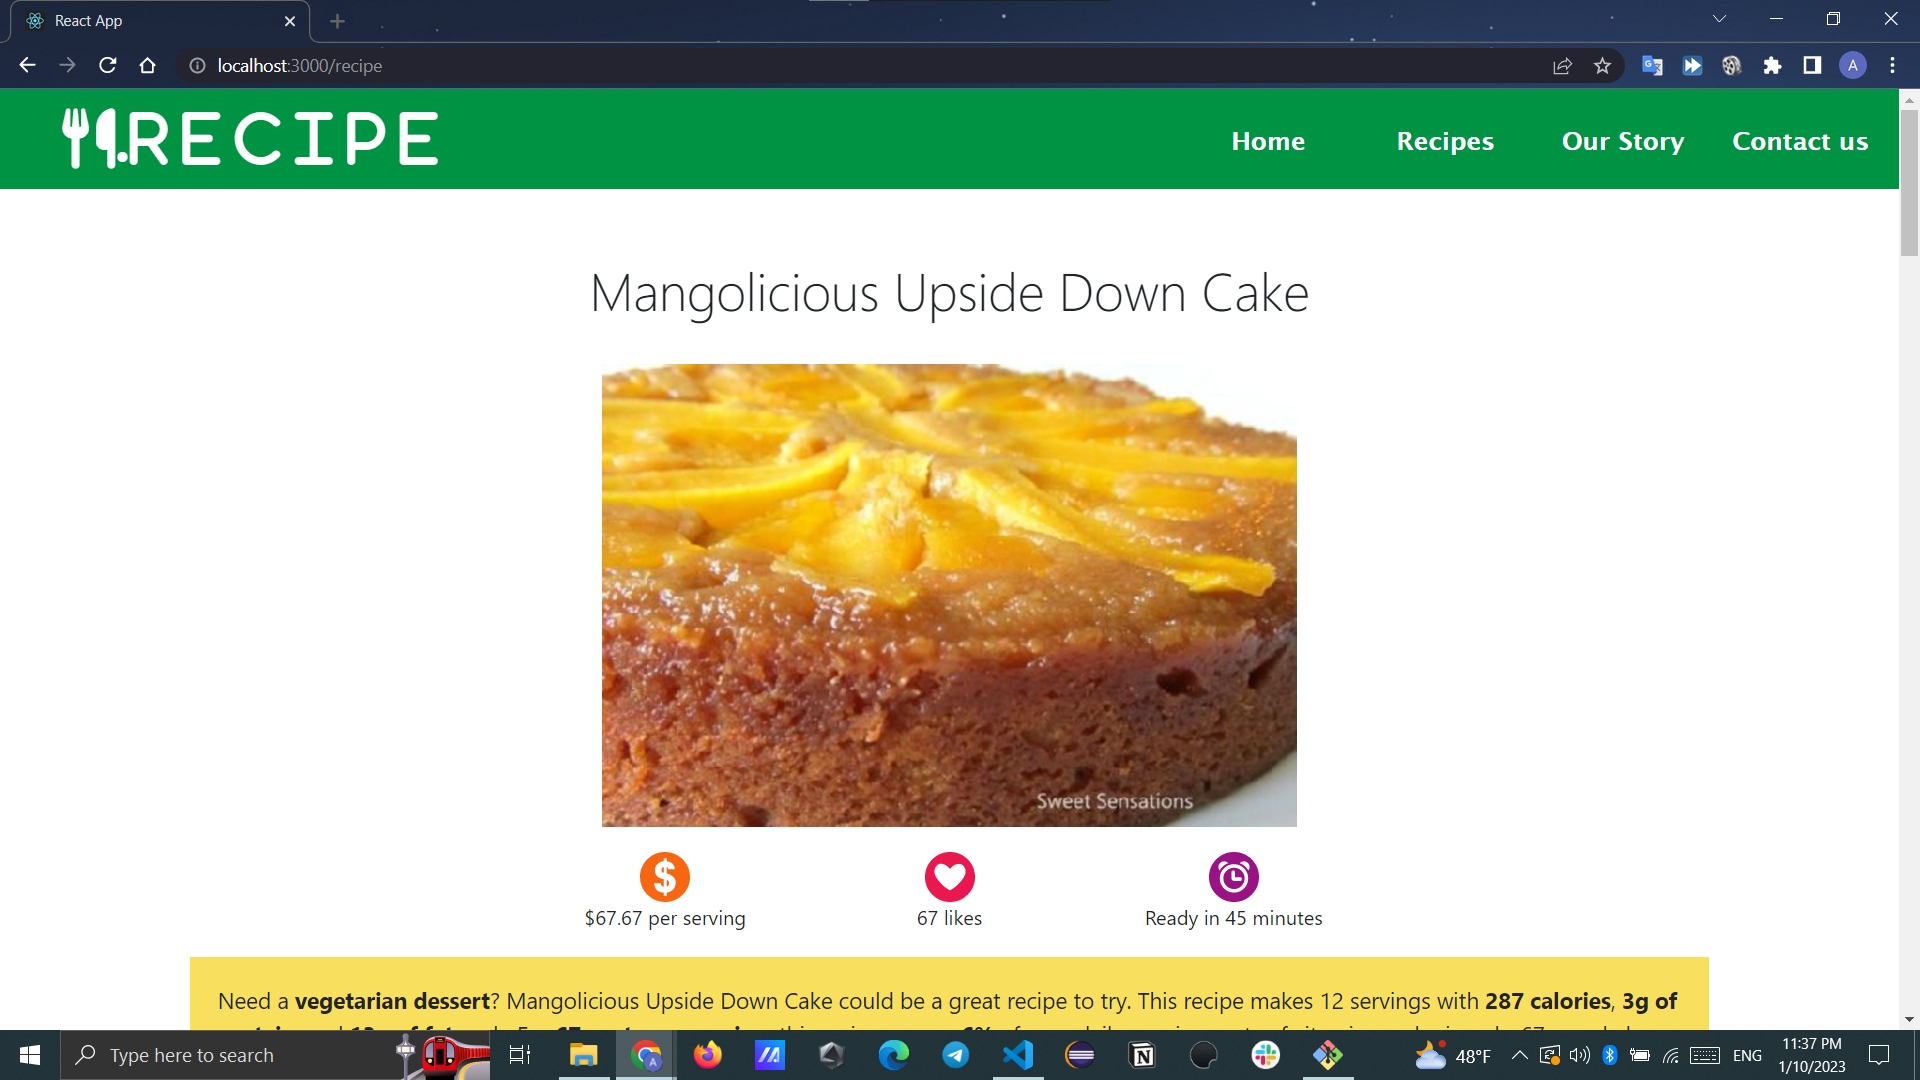 React App
localhost:3000/recipe
A
RECIPE
Home Recipes Our Story Contact us
Mangolicious Upside Down Cake
Sweet Sensations
$67.67 per serving
67 likes
Ready in 45 minutes
Need a vegetarian dessert? Mangolicious Upside Down Cake could be a great recipe to try. This recipe makes 12 servings with 287 calories, 3g of
Type here to search
48°F
ENG
11:37 PM
1/10/2023